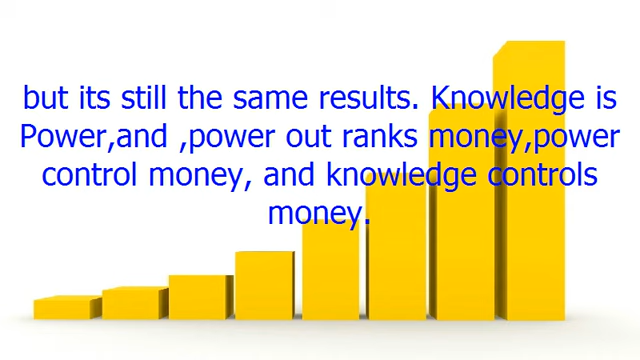 but its still the same results. Knowledge is
Power,and ,power out ranks money,power
control money, and knowledge controls
money.